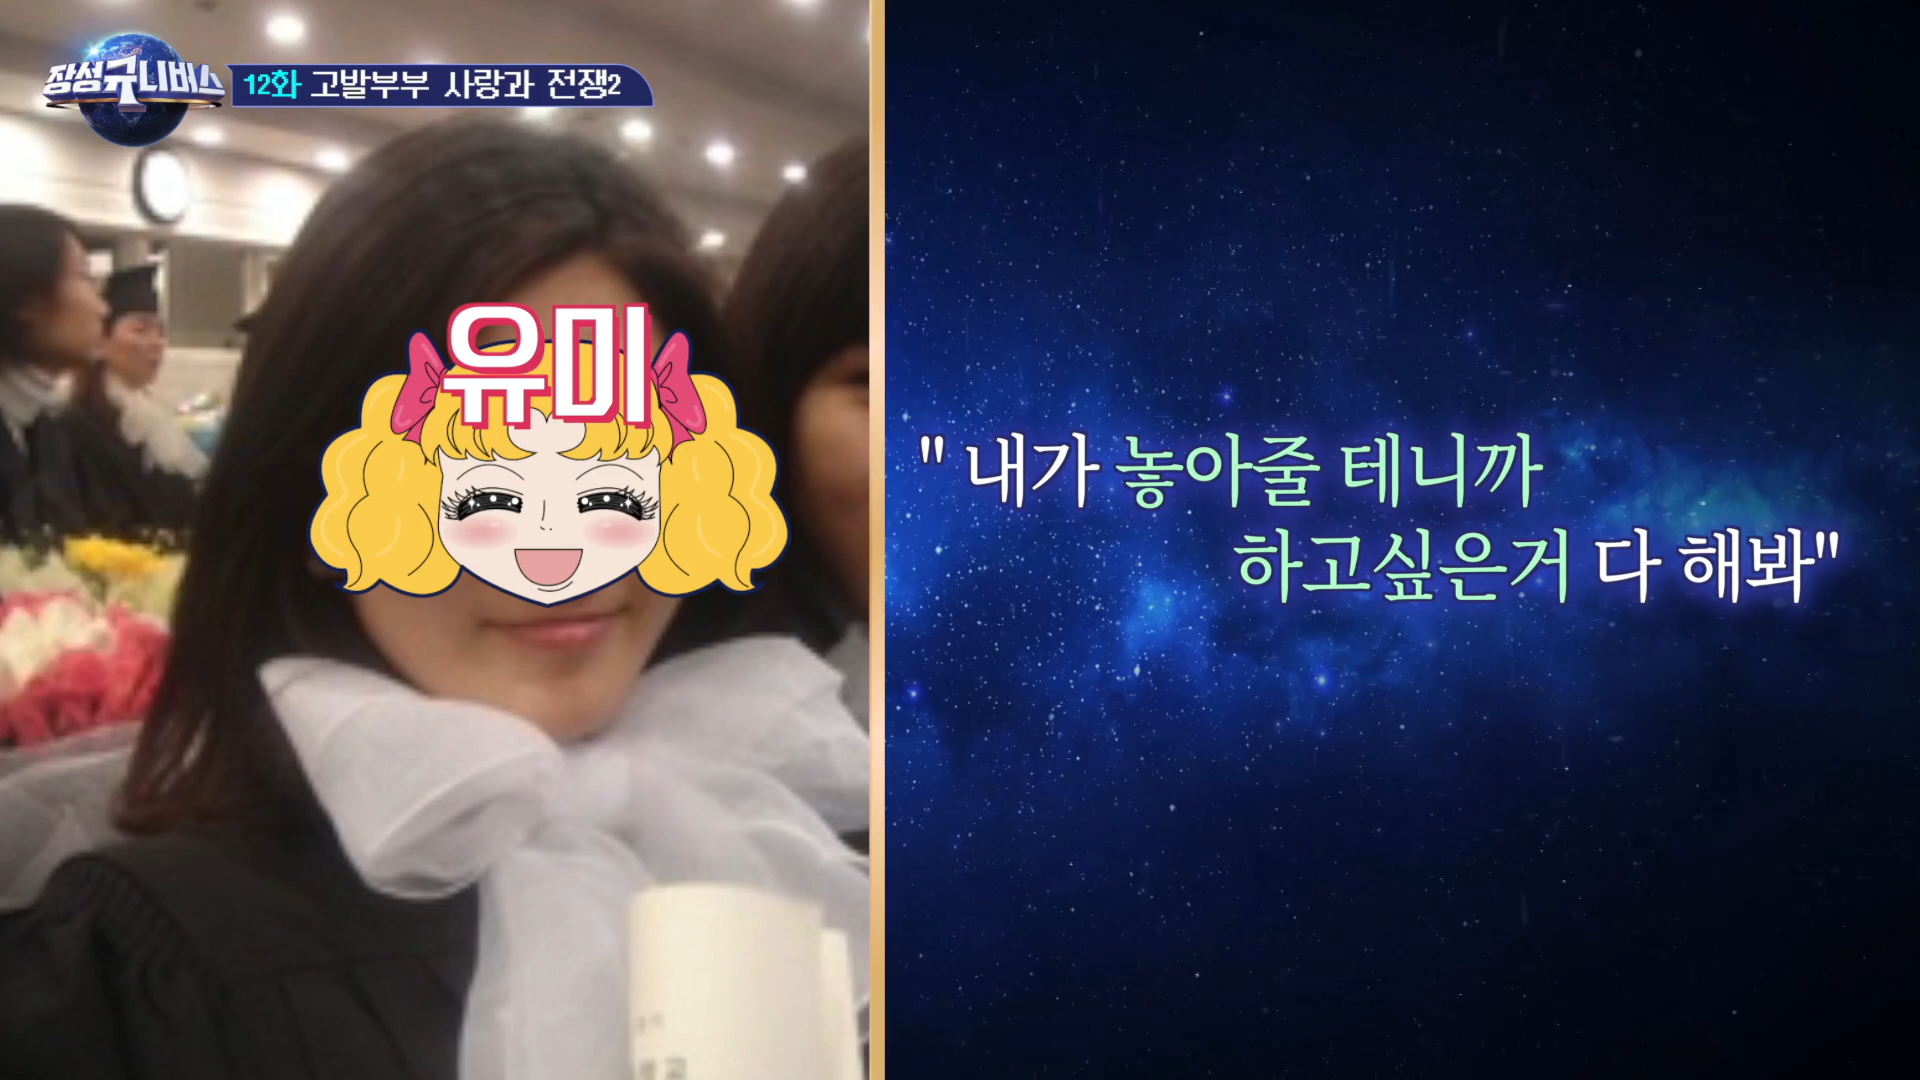 장성규니버스
12화 고발부부 사랑과 전쟁2
유미
" 내가 놓아줄 테니까
하고싶은거 다 해봐"